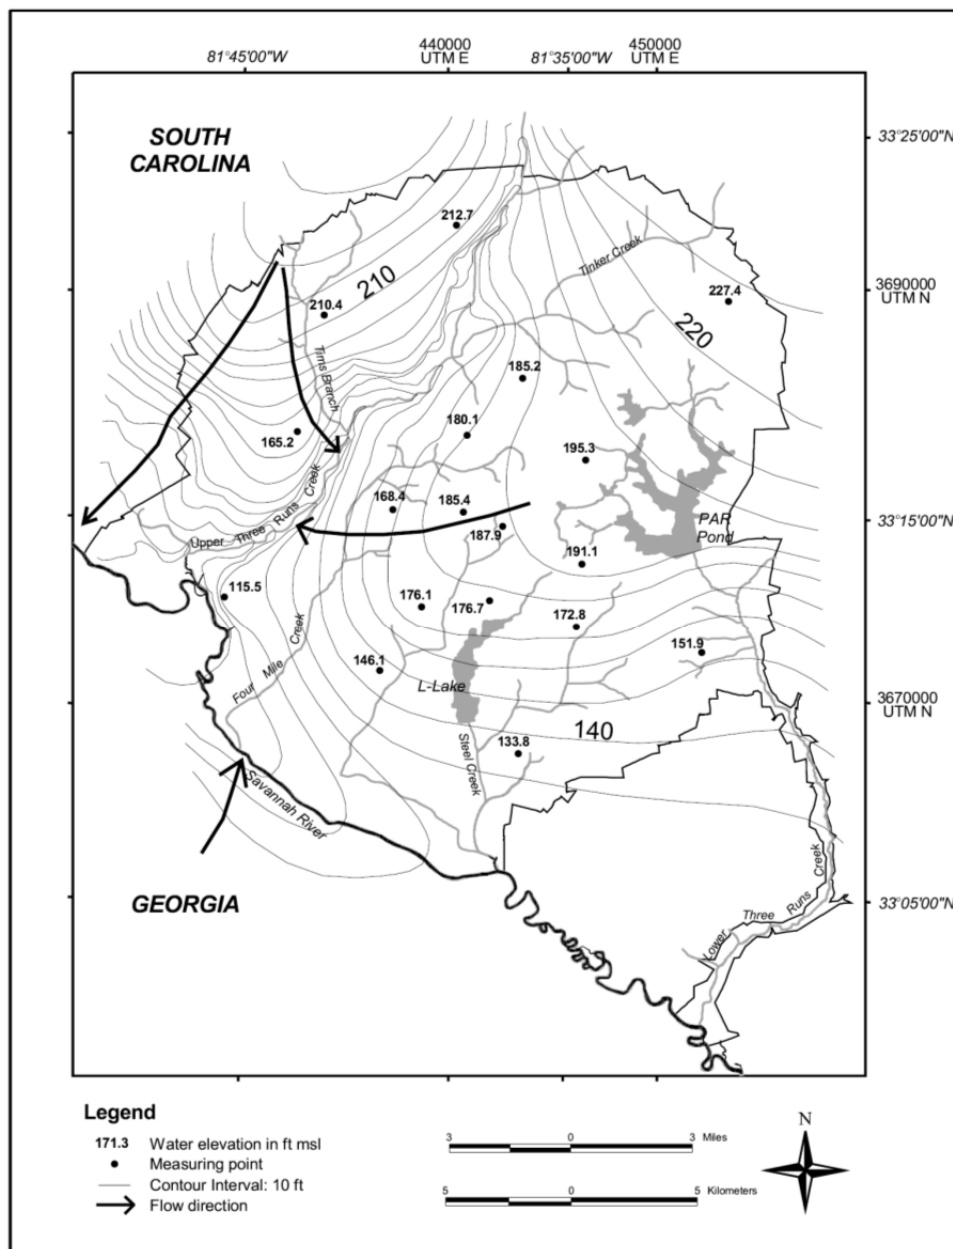 81°45'00"W
440000
UTM E
81°35'00"W
450000
UTM E
SOUTH
CAROLINA
33°25'00"N
212.7
Tinker Creek
210
3690000
UTM N
227.4
210.4
220
Tims Branch
185.2
180.1
165.2
195.3
Creek
168.4
185.4
Runs
PAR
Pond
33°15'00"N
Three
187.9
Upper
191.1
115.5
176.1
176.7
172.8
Creek
151.9
146.1
Mile
L-Lake
Four
3670000
UTM N
140
133.8
Steel Creek
Savannah River
Creek
GEORGIA
Runs
33°05'00"N
Three
Lower
Legend
171.3 Water elevation in ft msl
Measuring point
Contour Interval: 10 ft
Flow direction
3 0 3 Miles
5 0 5 Kilometers
N